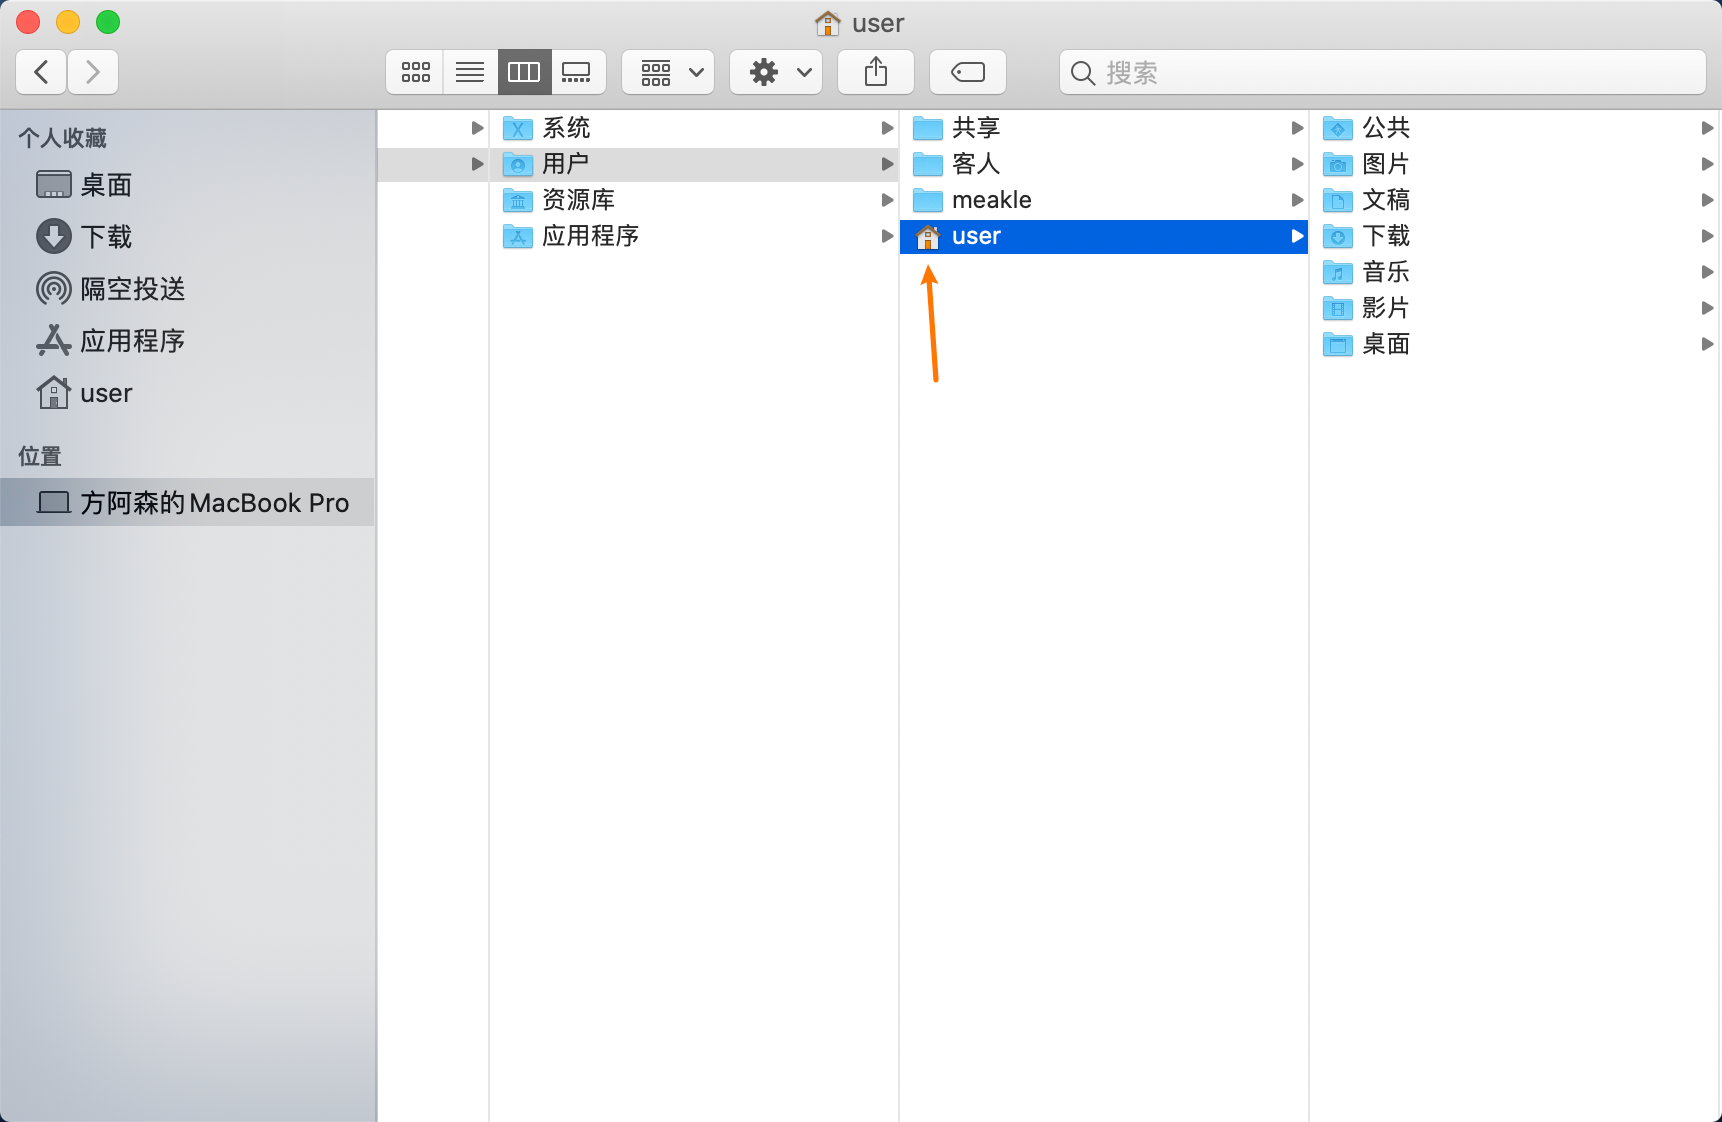 user
搜索
个人收藏
桌面
下载
隔空投送
应用程序
user
位置
方阿森的MacBook Pro
系统
用户
资源库
应用程序
共享
客人
meakle
user
公共
图片
文稿
下载
音乐
影片
桌面